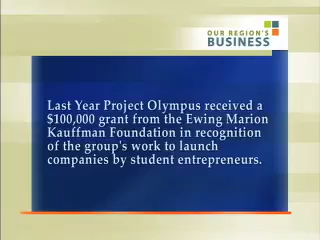 OUR REGION'S
BUSINESS
Last Year Project Olympus received a
$100,000 grant from the Ewing Marion
Kauffman Foundation in recognition
of the group's work to launch
companies by student entrepreneurs.